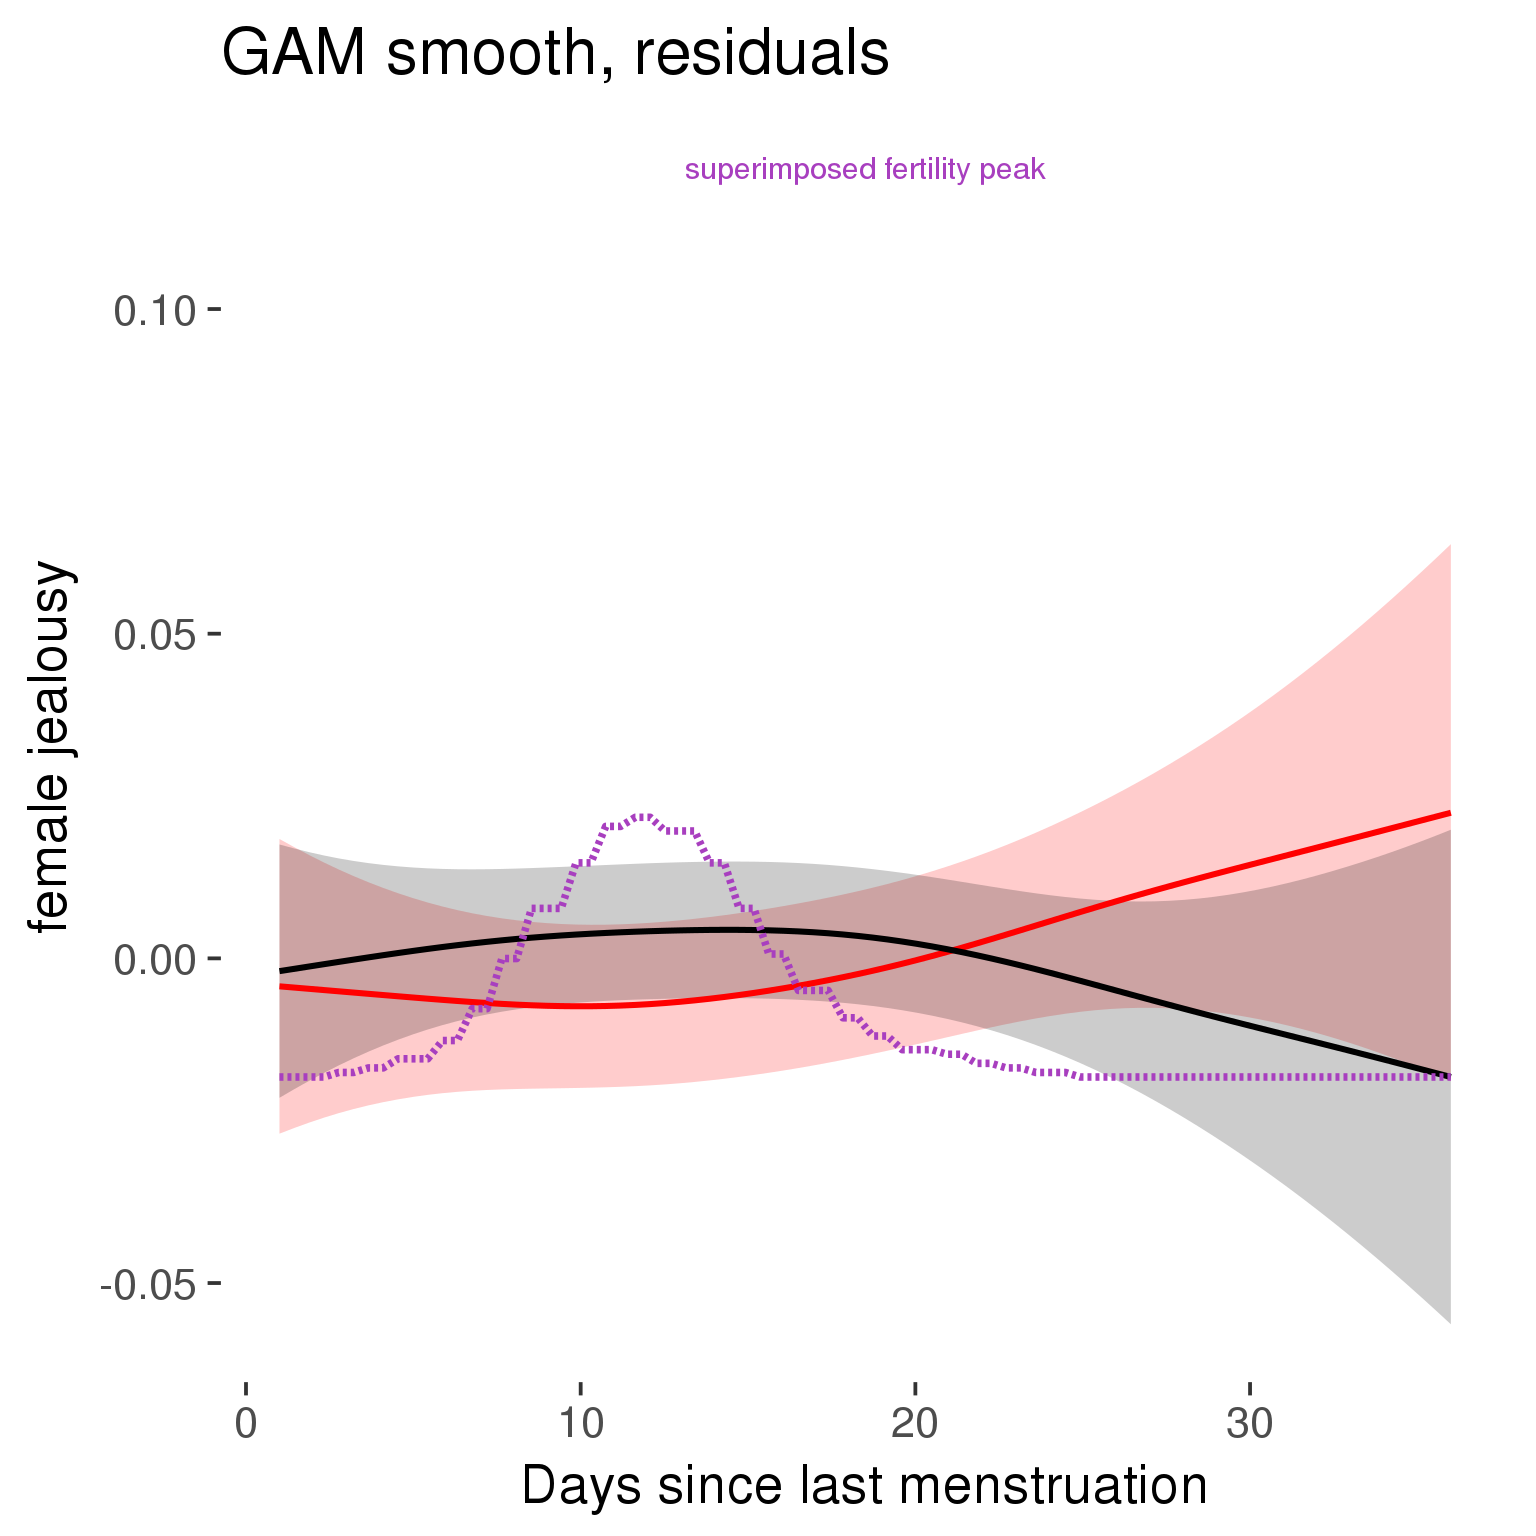 GAM smooth, residuals
superimposed fertility peak
0.10
0.05
0.00
-0.05
female jealousy
0 10 20 30
Days since last menstruation